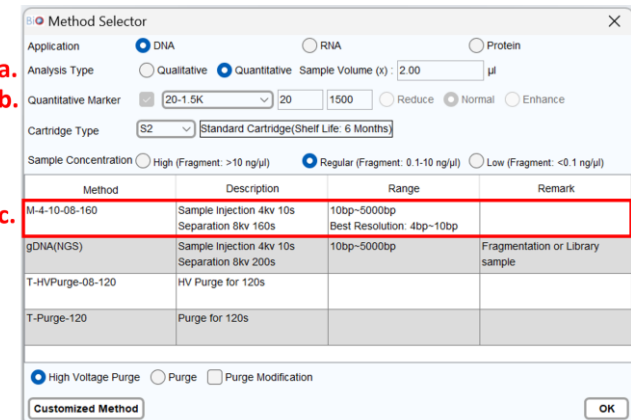 BiO Method Selector
Application DNA RNA Protein
a. Analysis Type Qualitative Quantitative Sample Volume (x) : 2.00 µl
b. Quantitative Marker 20-1.5K 20 1500 Reduce Normal Enhance
Cartridge Type S2 Standard Cartridge(Shelf Life: 6 Months)
Sample Concentration High (Fragment: >10 ng/µl) Regular (Fragment: 0.1-10 ng/µl) Low (Fragment: <0.1 ng/µl)
Method Description Range Remark
c. M-4-10-08-160 Sample Injection 4kv 10s 10bp~5000bp
Separation 8kv 160s Best Resolution: 4bp~10bp
gDNA(NGS) Sample Injection 4kv 10s 10bp~5000bp Fragmentation or Library
Separation 8kv 200s sample
T-HVPurge-08-120 HV Purge for 120s
T-Purge-120 Purge for 120s
High Voltage Purge Purge Purge Modification
Customized Method OK